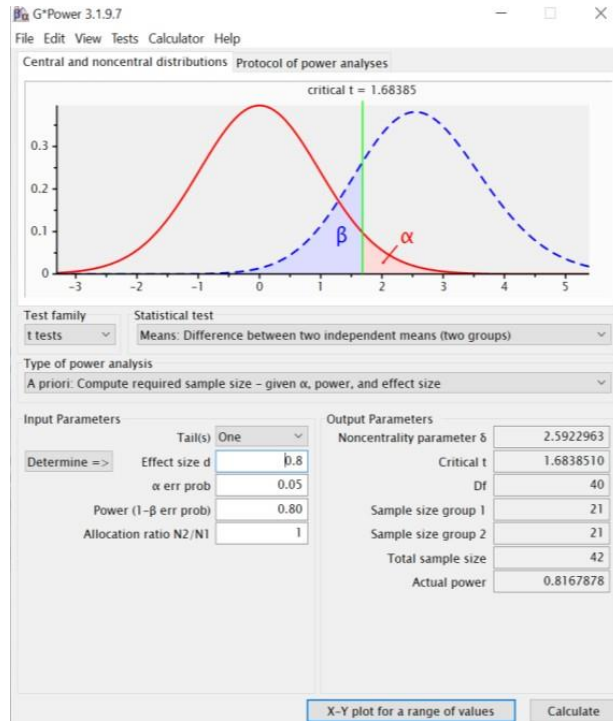 G*Power 3.1.9.7
File Edit View Tests Calculator Help
Central and noncentral distributions Protocol of power analyses
critical t = 1.68385
0.3
0.2
0.1
0
β
α
-3 -2 -1 0 1 2 3 4 5
Test family Statistical test
t tests Means: Difference between two independent means (two groups)
Type of power analysis
A priori: Compute required sample size – given α, power, and effect size
Input Parameters
Tail(s) One
Determine => Effect size d 0.8
α err prob 0.05
Power (1-β err prob) 0.80
Allocation ratio N2/N1 1
Output Parameters
Noncentrality parameter δ 2.5922963
Critical t 1.6838510
Df 40
Sample size group 1 21
Sample size group 2 21
Total sample size 42
Actual power 0.8167878
X-Y plot for a range of values Calculate